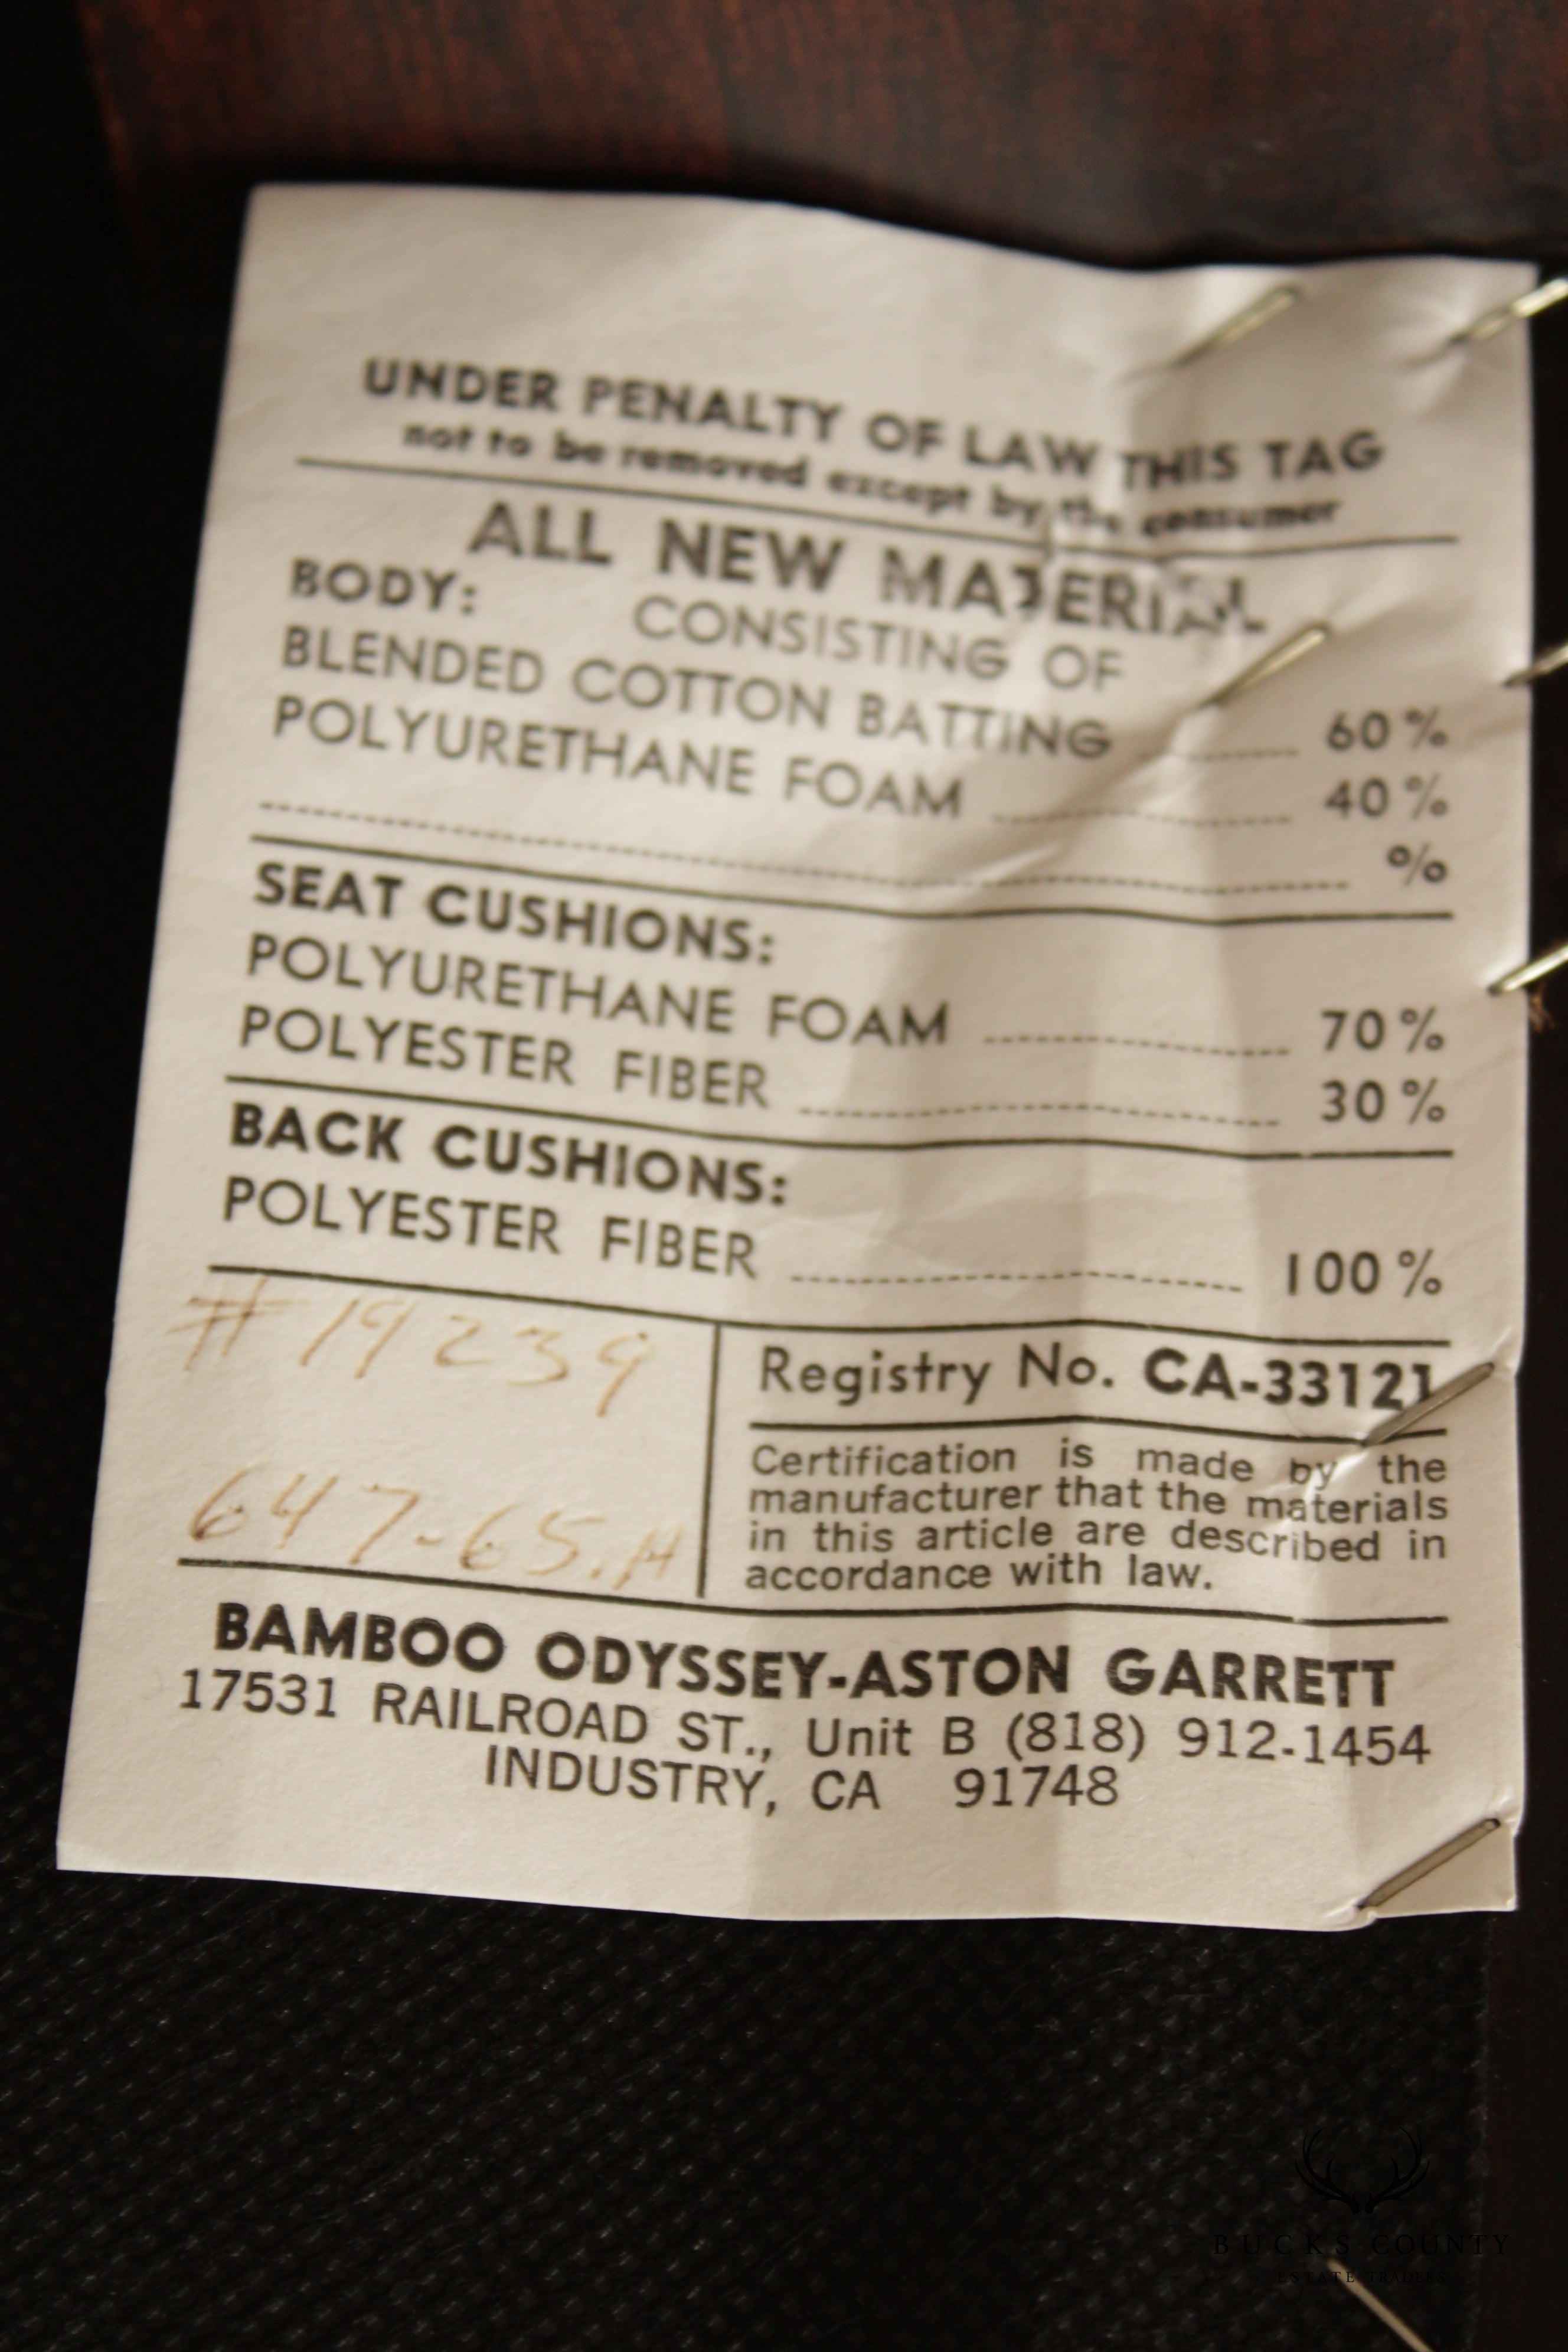 UNDER PENALTY OF LAW THIS TAG
not to be removed except by the consumer
ALL NEW MATERIAL
BODY: CONSISTING OF
BLENDED COTTON BATTING 60%
POLYURETHANE FOAM 40%
%
SEAT CUSHIONS:
POLYURETHANE FOAM 70%
POLYESTER FIBER 30%
BACK CUSHIONS:
POLYESTER FIBER 100%
#19239
647-65.H
Registry No. CA-33121
Certification is made by the
manufacturer that the materials
in this article are described in
accordance with law.
BAMBOO ODYSSEY-ASTON GARRETT
17531 RAILROAD ST., Unit B (818) 912-1454
INDUSTRY, CA 91748
BUCKS COUNTY
ESTATE TRADERS